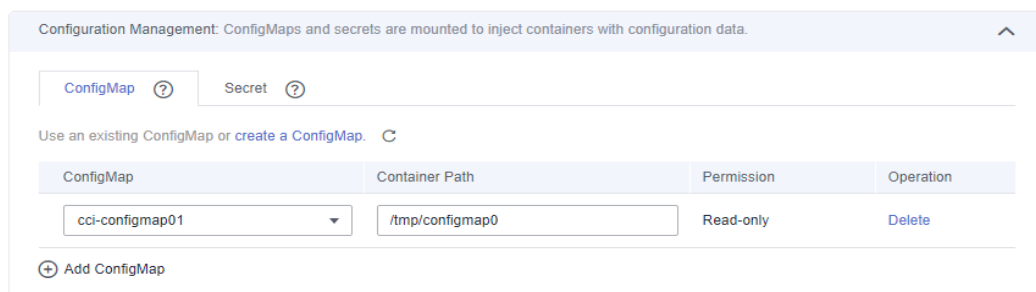 Configuration Management: ConfigMaps and secrets are mounted to inject containers with configuration data.
ConfigMap ? Secret ?
Use an existing ConfigMap or create a ConfigMap.
ConfigMap Container Path Permission Operation
cci-configmap01 /tmp/configmap0 Read-only Delete
Add ConfigMap